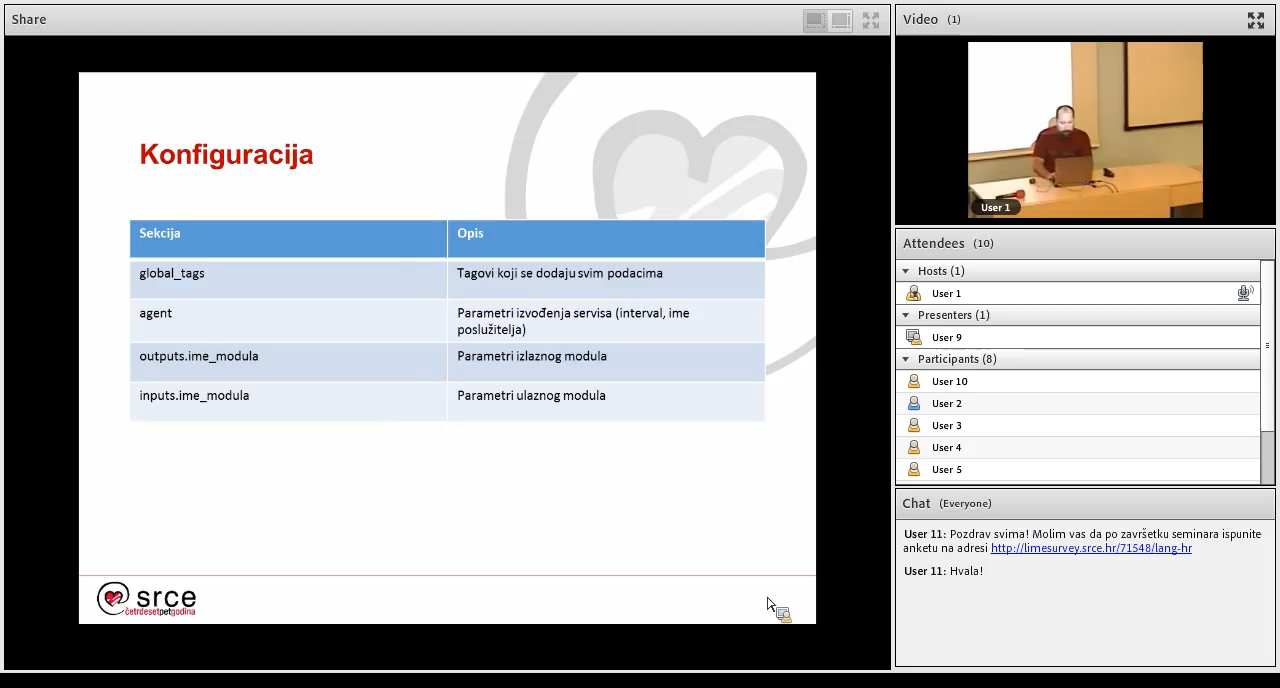 Share
Konfiguracija
Sekcija Opis
global_tags Tagovi koji se dodaju svim podacima
agent Parametri izvođenja servisa (interval, ime
poslužitelja)
outputs.ime_modula Parametri izlaznog modula
inputs.ime_modula Parametri ulaznog modula
srce
četrdesetpetgodina
Video (1)
User 1
Attendees (10)
Hosts (1)
User 1
Presenters (1)
User 9
Participants (8)
User 10
User 2
User 3
User 4
User 5
Chat (Everyone)
User 11: Pozdrav svima! Molim vas da po završetku seminara ispunite
anketu na adresi http://limesurvey.srce.hr/71548/lang-hr
User 11: Hvala!